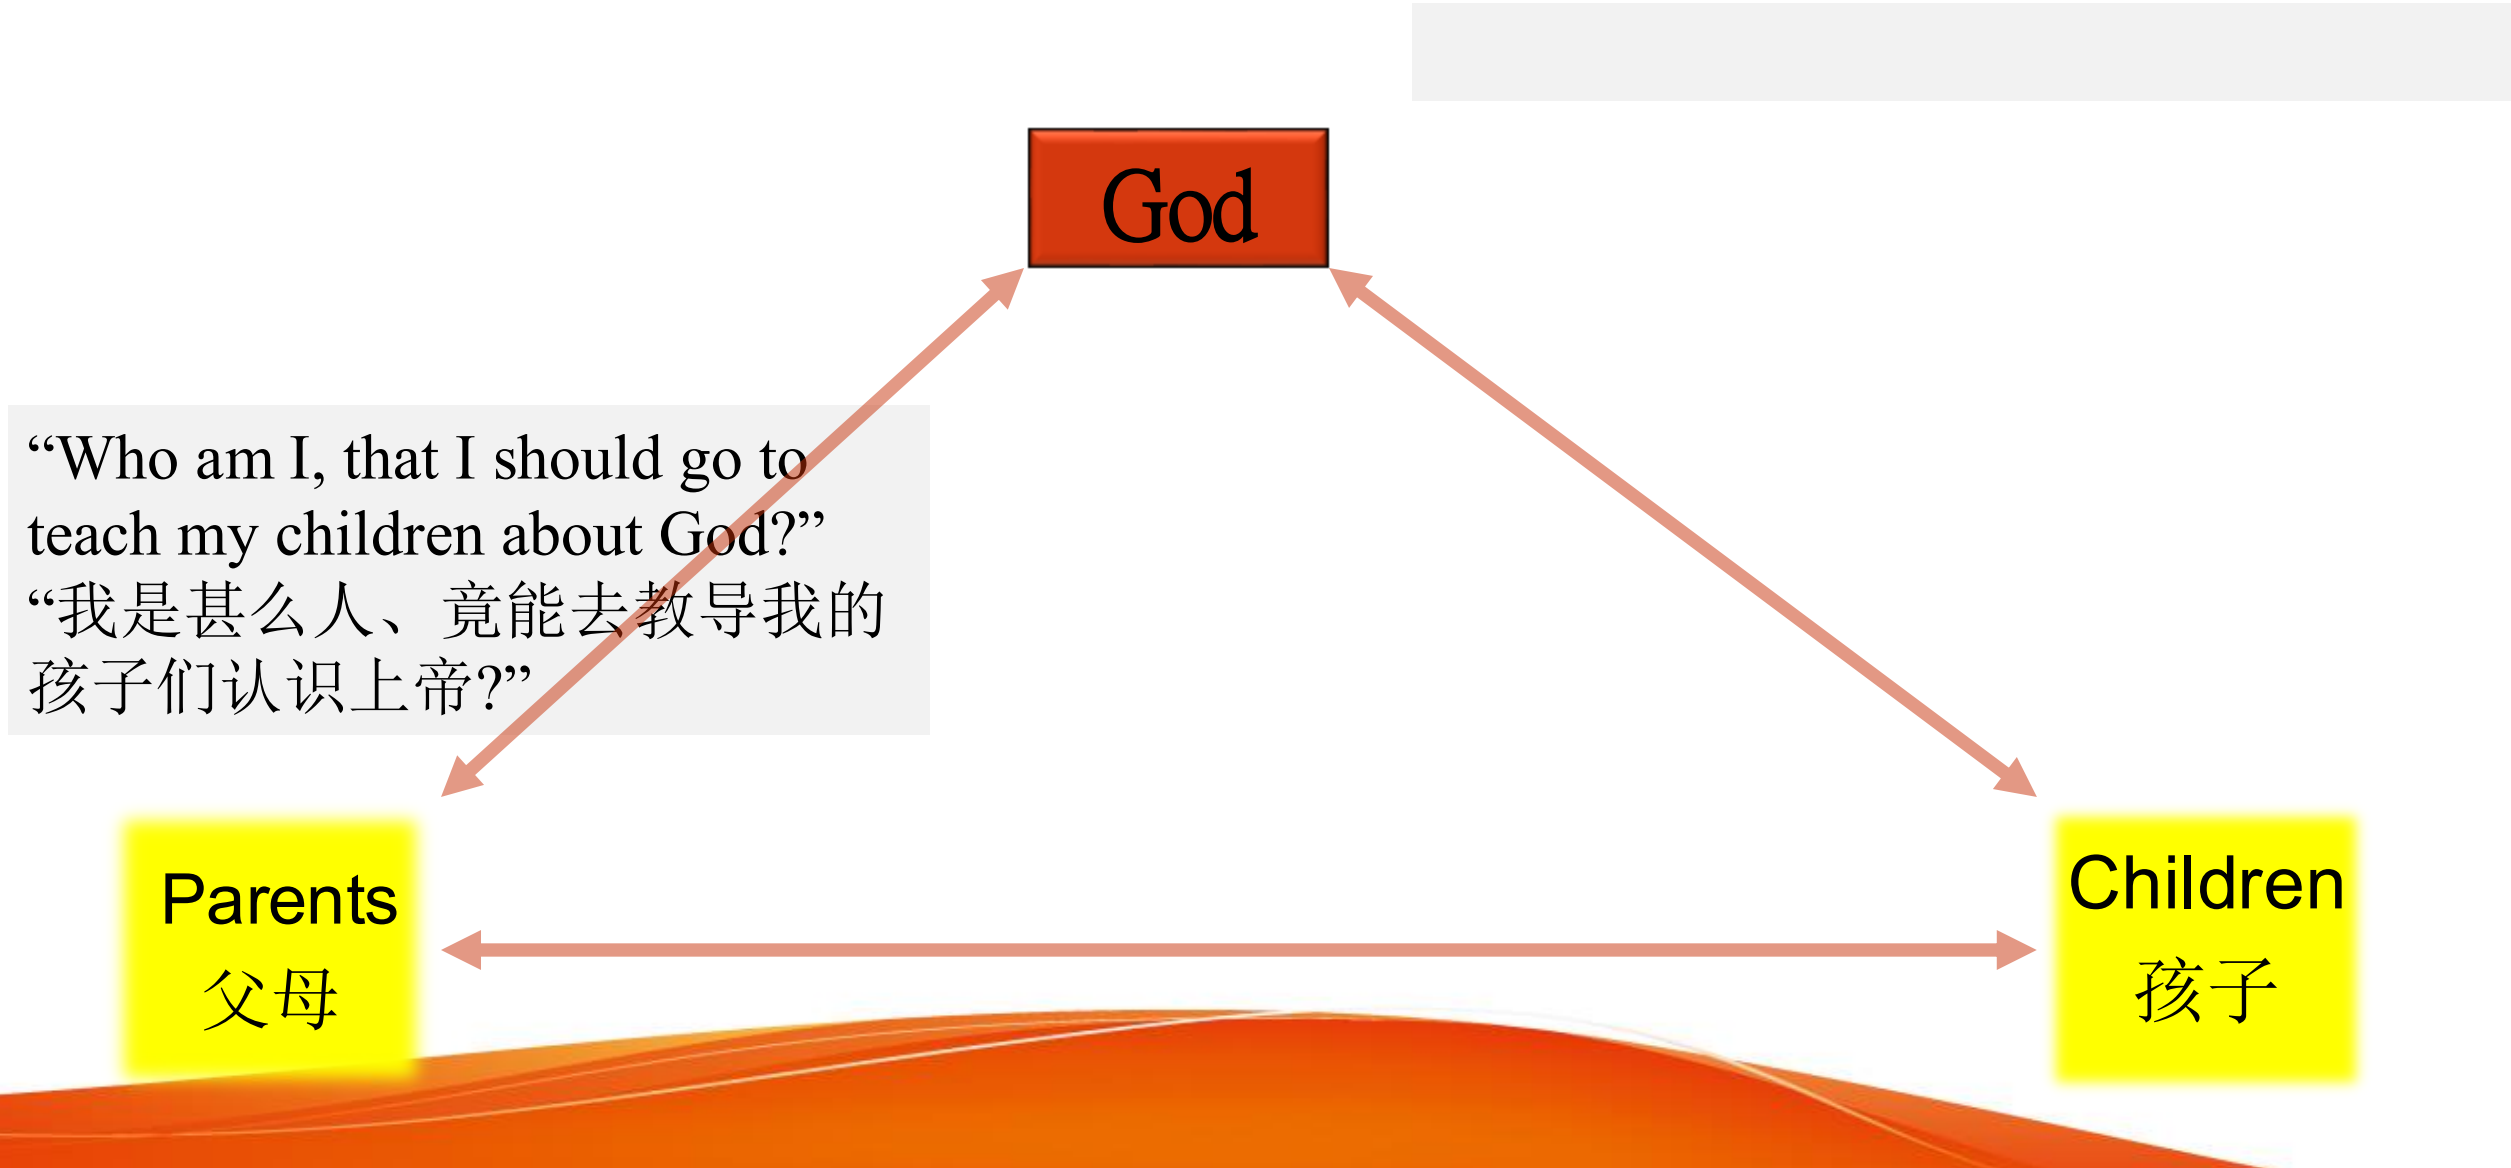 God
“Who am I, that I should go to
teach my children about God?”
“我是甚么人、竟能去教导我的
孩子们认识上帝?”
Parents
父母
Children
孩子